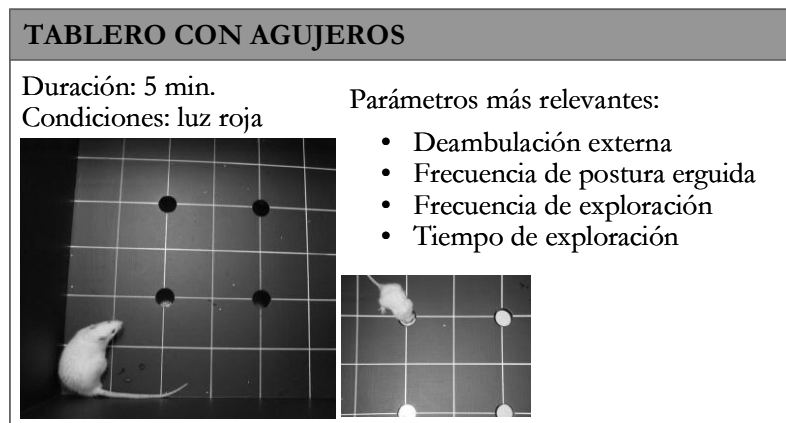 TABLERO CON AGUJEROS
Duración: 5 min.
Condiciones: luz roja
Parámetros más relevantes:
• Deambulación externa
• Frecuencia de postura erguida
• Frecuencia de exploración
• Tiempo de exploración